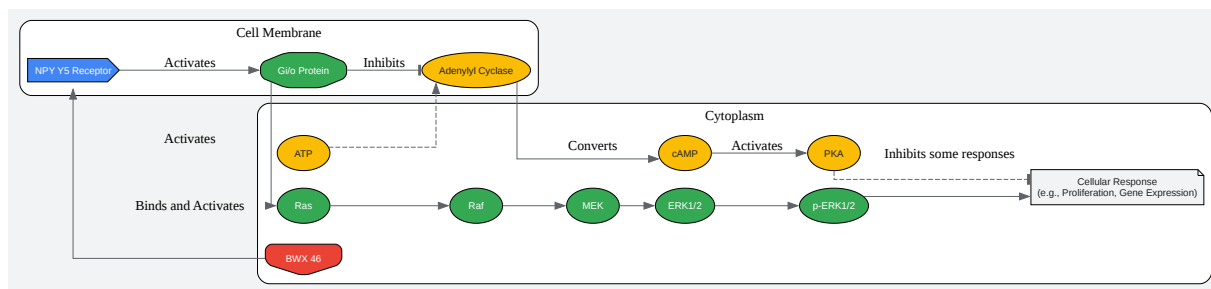 Cell Membrane
NPY Y5 Receptor
Activates
Gi/o Protein
Inhibits
Adenylyl Cyclase
Cytoplasm
Activates
ATP
Converts
cAMP
Activates
PKA
Inhibits some responses
Cellular Response
(e.g., Proliferation, Gene Expression)
Binds and Activates
Ras
Raf
MEK
ERK1/2
p-ERK1/2
BWX 46